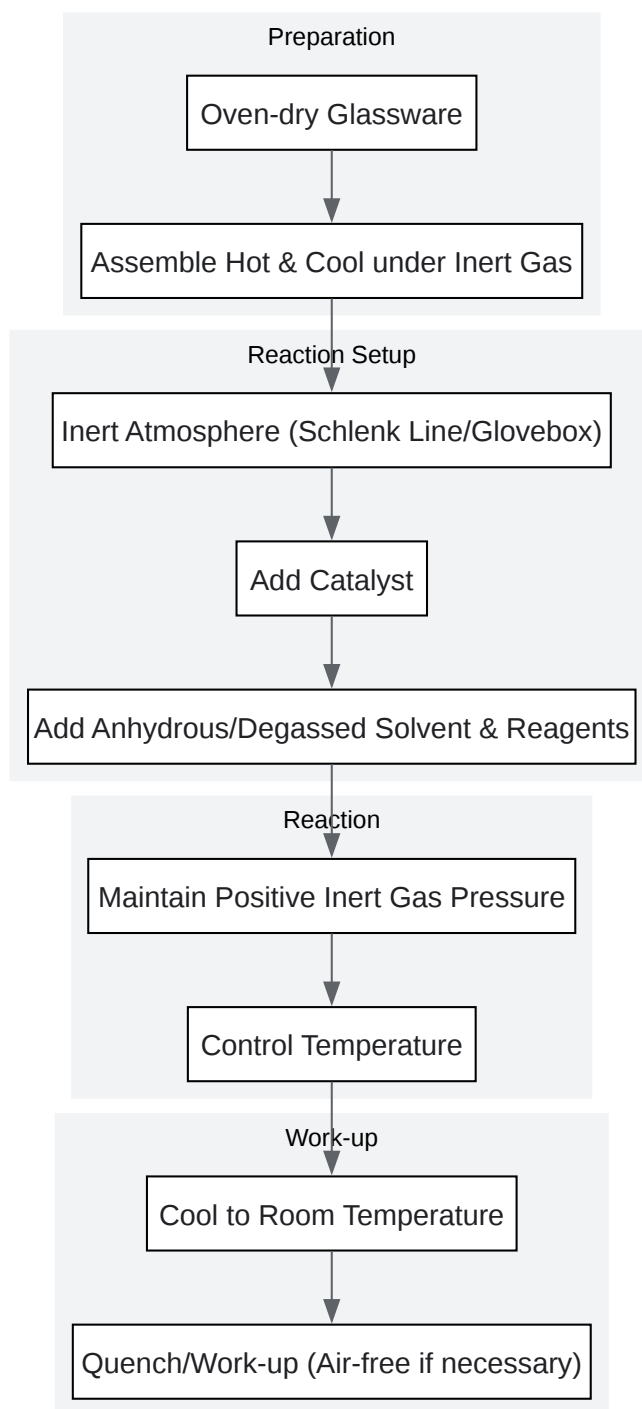 Preparation
Oven-dry Glassware
Assemble Hot & Cool under Inert Gas
Reaction Setup
Inert Atmosphere (Schlenk Line/Glovebox)
Add Catalyst
Add Anhydrous/Degassed Solvent & Reagents
Reaction
Maintain Positive Inert Gas Pressure
Control Temperature
Work-up
Cool to Room Temperature
Quench/Work-up (Air-free if necessary)